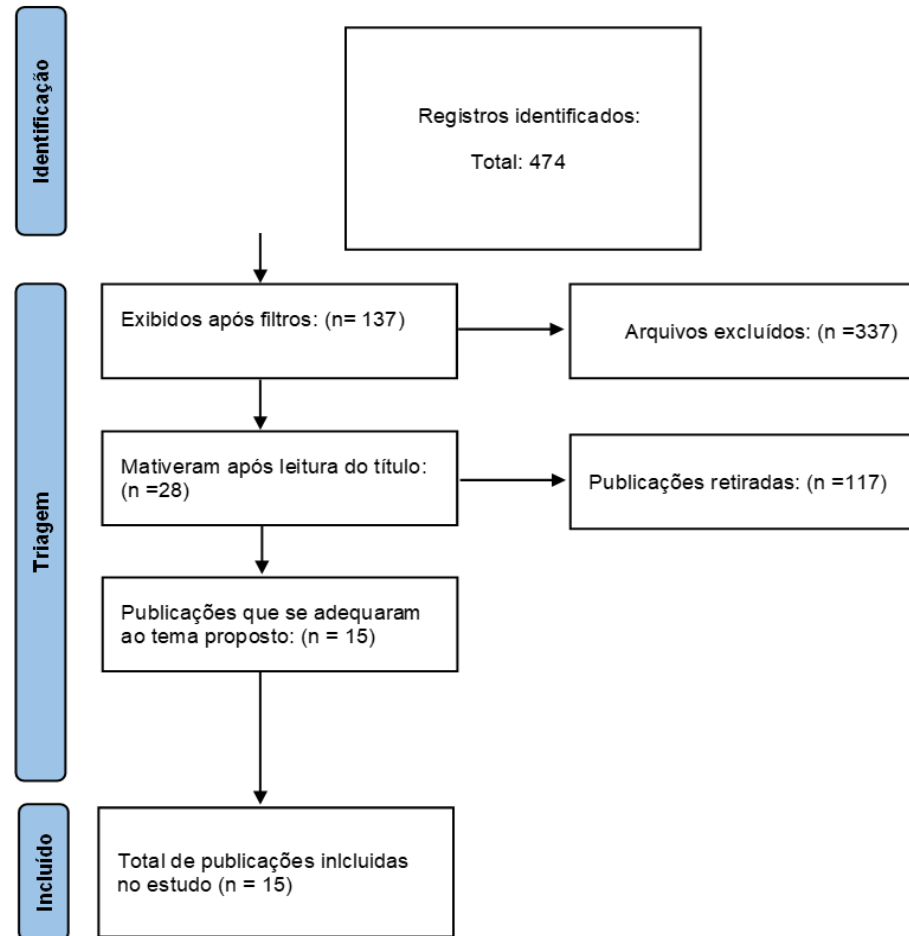 Identificação
Registros identificados:
Total: 474
Triagem
Exibidos após filtros: (n= 137)
Arquivos excluídos: (n =337)
Mativeram após leitura do título:
(n =28)
Publicações retiradas: (n =117)
Publicações que se adequaram
ao tema proposto: (n = 15)
Incluído
Total de publicações inlcluidas
no estudo (n = 15)